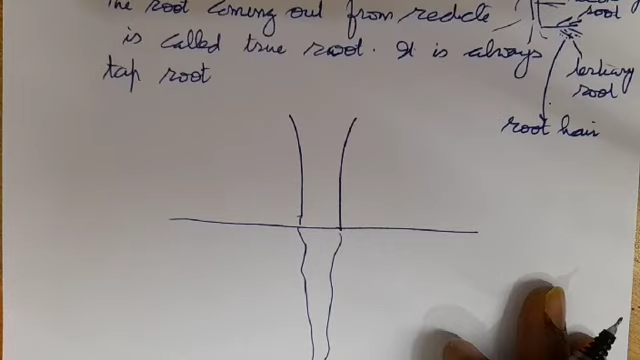 The root coming out from redicle
is called true root. It is always
tap root
root
tertiary
root
root hair